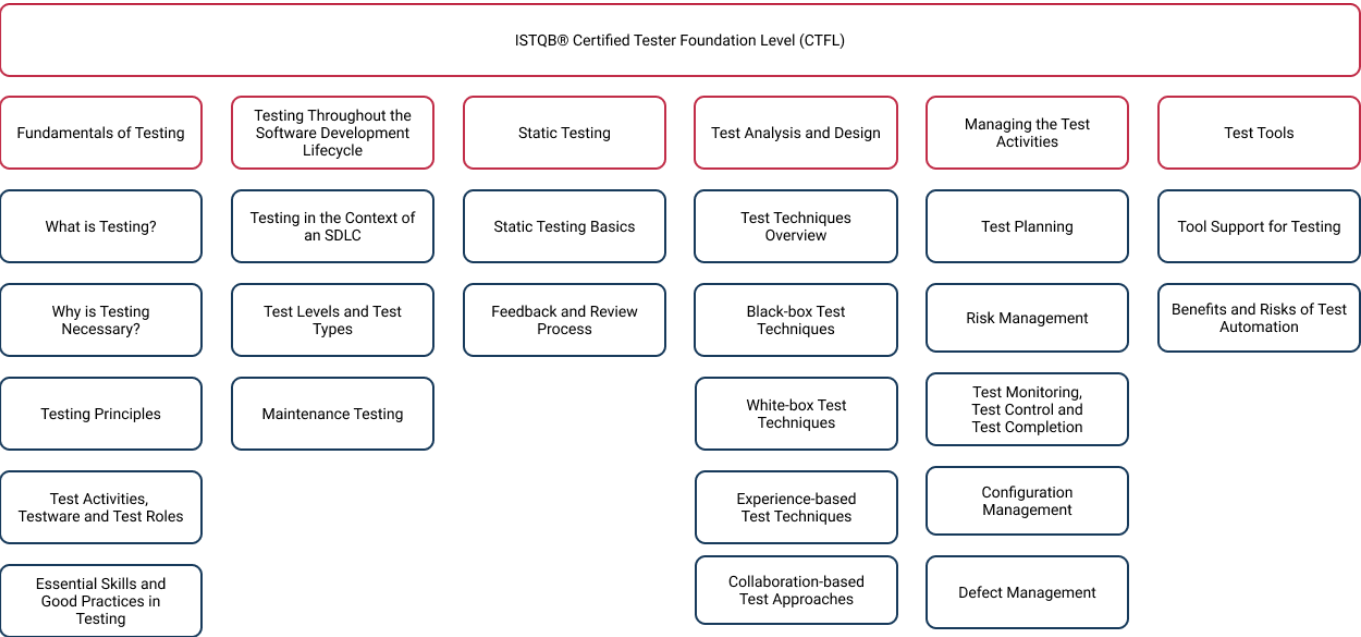 ISTQB® Certified Tester Foundation Level (CTFL)
Fundamentals of Testing
Testing Throughout the
Software Development
Lifecycle
Static Testing
Test Analysis and Design
Managing the Test
Activities
Test Tools
What is Testing?
Testing in the Context of
an SDLC
Static Testing Basics
Test Techniques
Overview
Test Planning
Tool Support for Testing
Why is Testing
Necessary?
Test Levels and Test
Types
Feedback and Review
Process
Black-box Test
Techniques
Risk Management
Benefits and Risks of Test
Automation
Testing Principles
Maintenance Testing
White-box Test
Techniques
Test Monitoring,
Test Control and
Test Completion
Test Activities,
Testware and Test Roles
Experience-based
Test Techniques
Configuration
Management
Essential Skills and
Good Practices in
Testing
Collaboration-based
Test Approaches
Defect Management